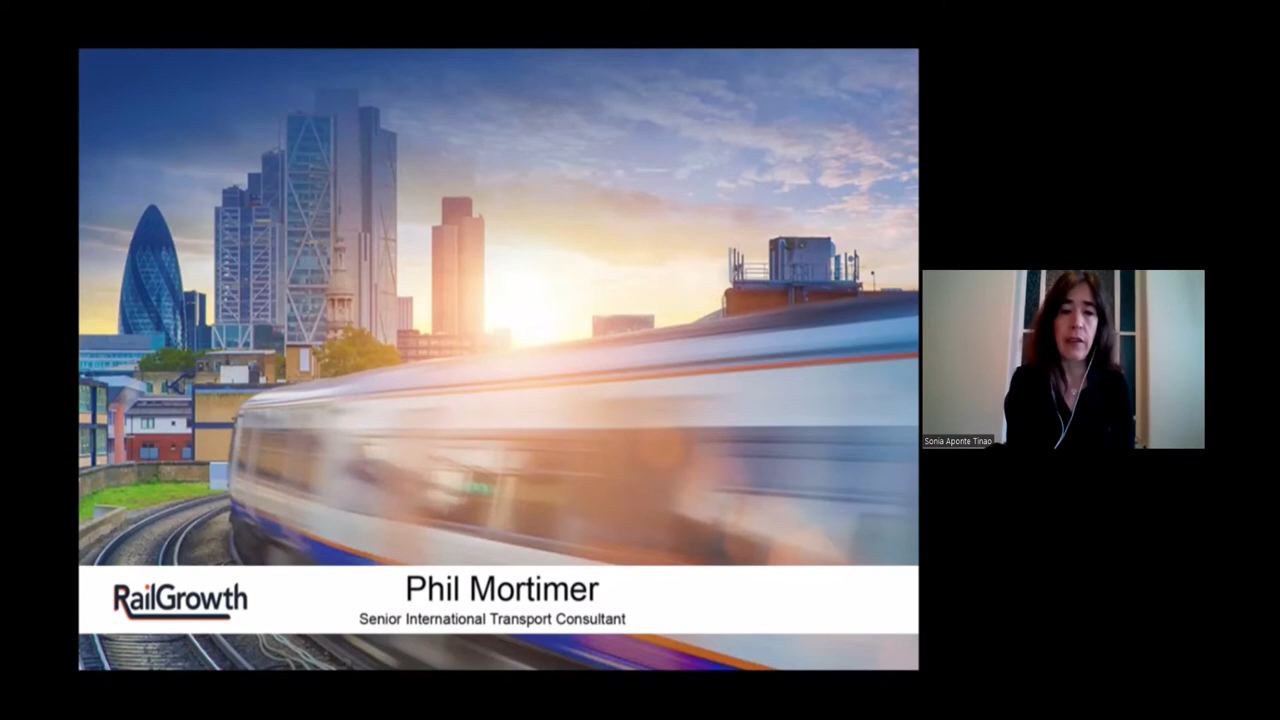 RailGrowth
Phil Mortimer
Senior International Transport Consultant
Sonia Aponte Tinao